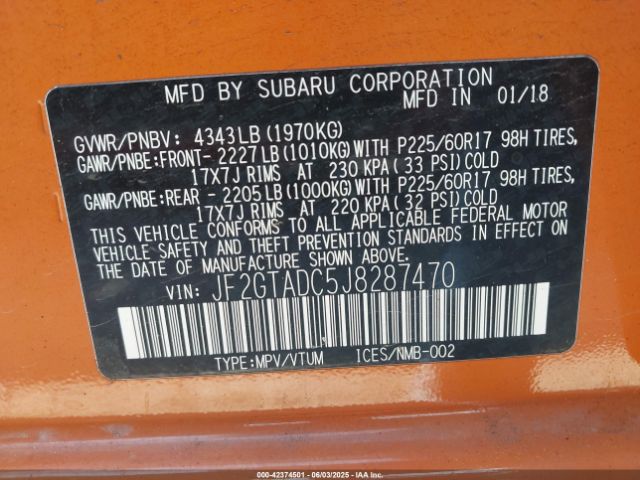 MFD BY SUBARU CORPORATION
MFD IN 01/18
GVWR/PNBV: 4343LB (1970KG)
GAWR/PNBE:FRONT- 2227LB (1010KG) WITH P225/60R17 98H TIRES,
17X7J RIMS AT 230 KPA (33 PSI) COLD
GAWR/PNBE:REAR - 2205LB (1000KG) WITH P225/60R17 98H TIRES,
17X7J RIMS AT 220 KPA (32 PSI) COLD
THIS VEHICLE CONFORMS TO ALL APPLICABLE FEDERAL MOTOR
VEHICLE SAFETY AND THEFT PREVENTION STANDARDS IN EFFECT ON
THE DATE OF MANUFACTURE SHOWN ABOVE.
VIN: JF2GTADC5J8287470
TYPE:MPV/VTUM ICES/NMB-002
000-42374501 - 06/03/2025 - IAAI.COM